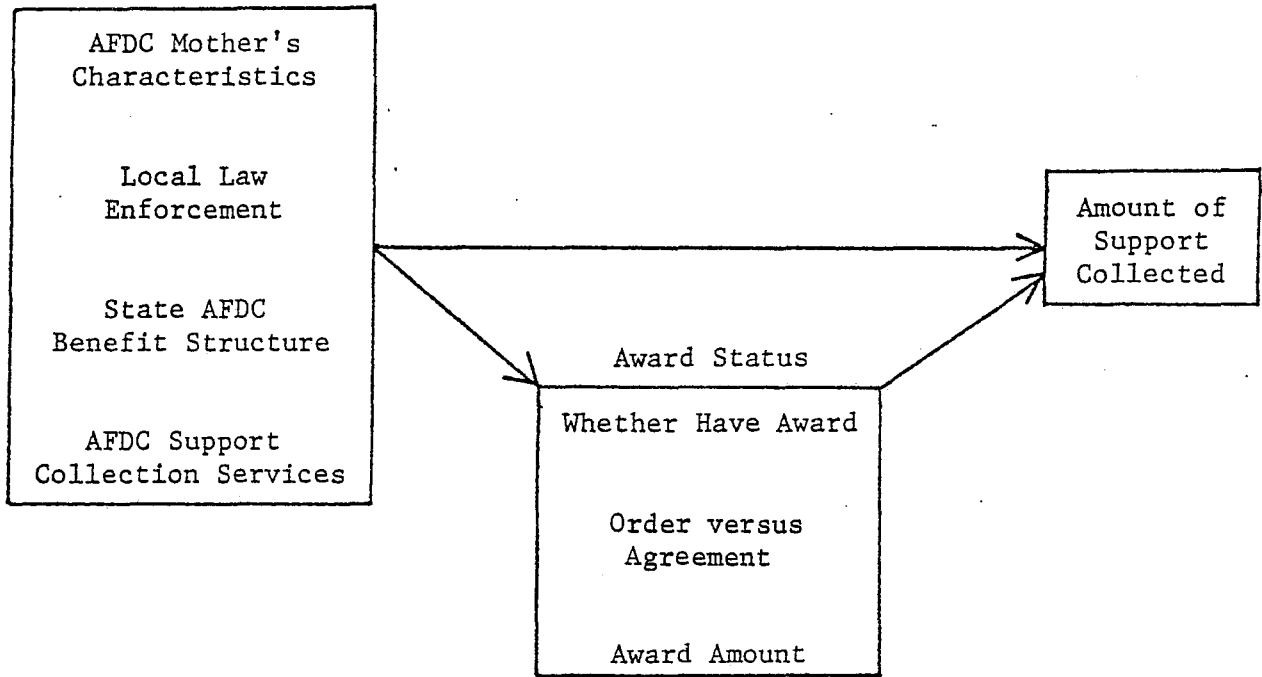 AFDC Mother's
Characteristics
Local Law
Enforcement
State AFDC
Benefit Structure
AFDC Support
Collection Services
Amount of
Support
Collected
Award Status
Whether Have Award
Order versus
Agreement
Award Amount